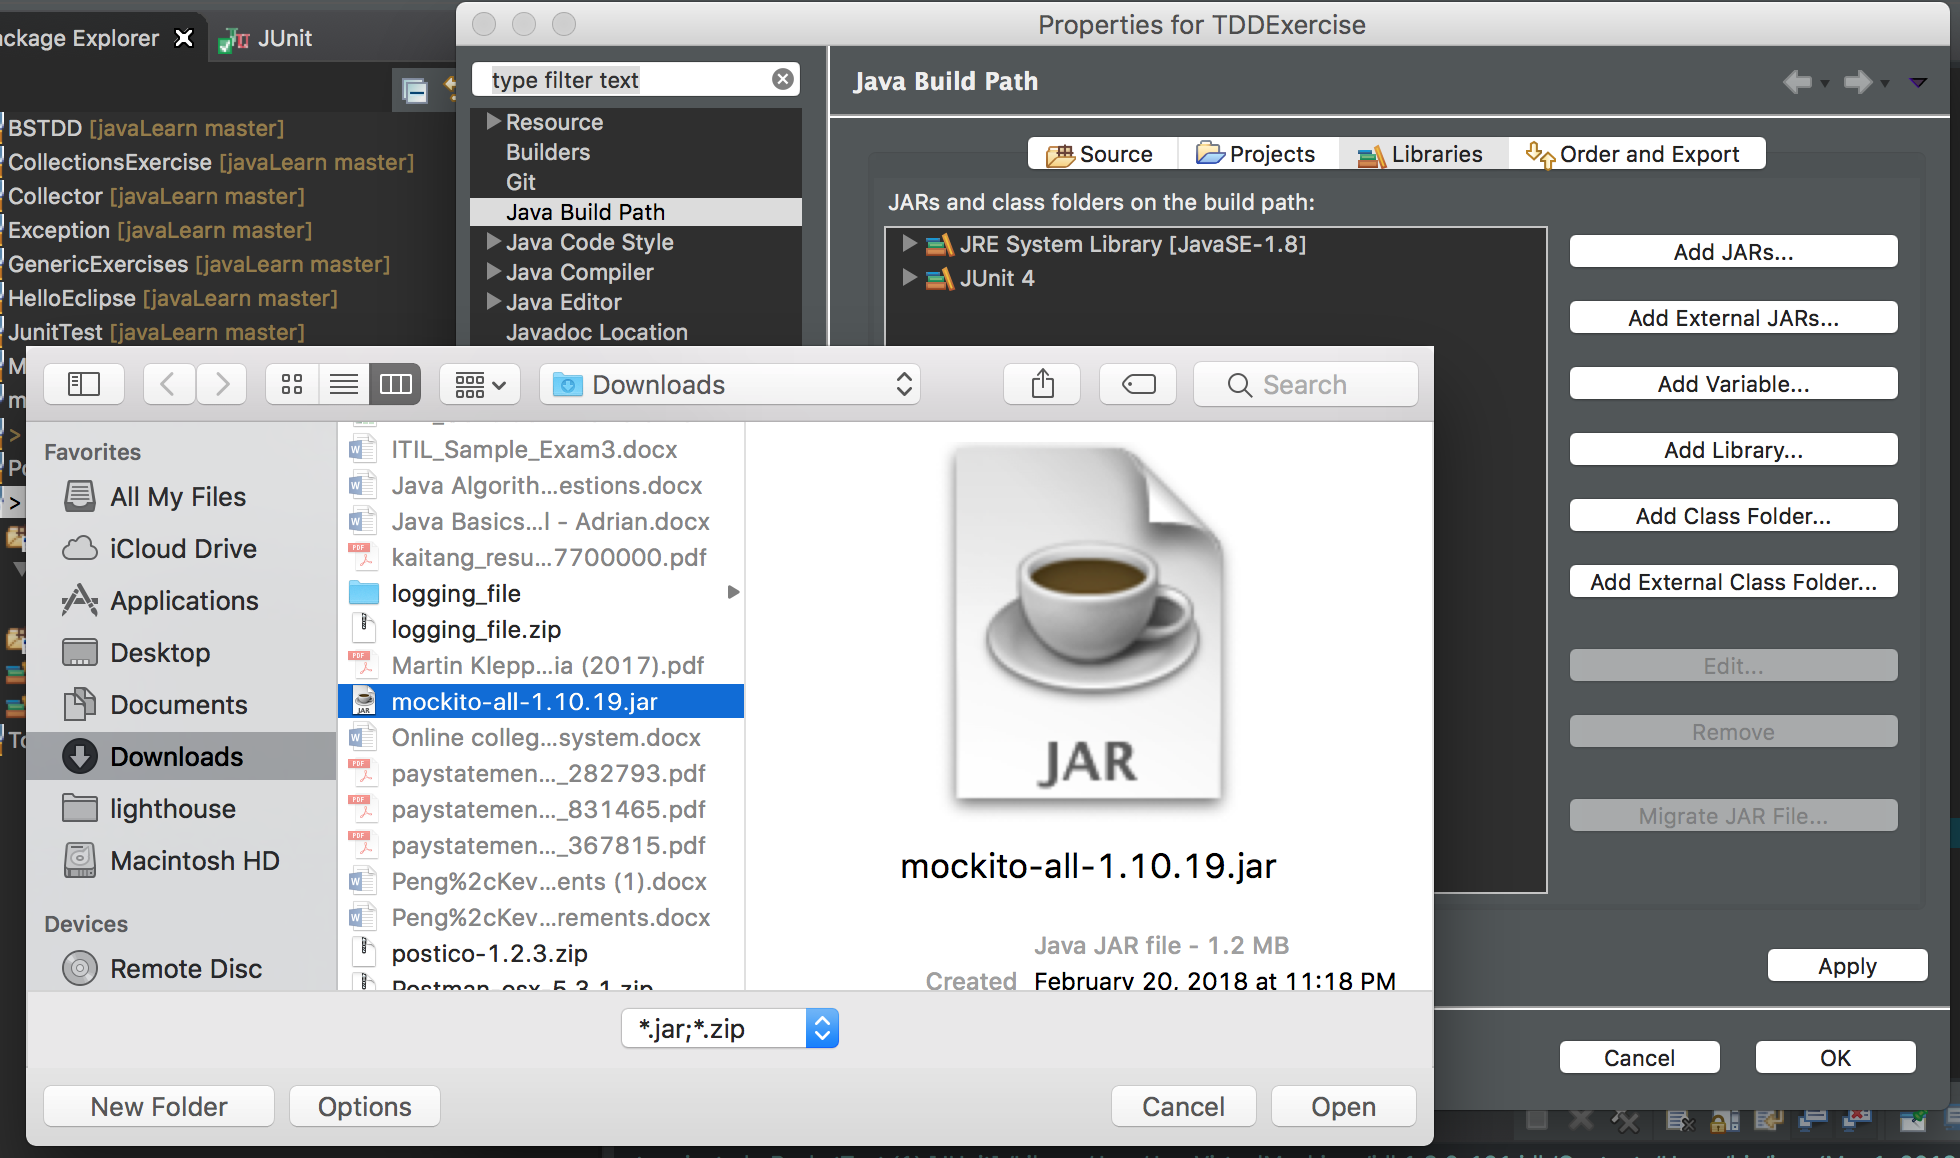 ackage Explorer
JUnit
Properties for TDDExercise
type filter text
Java Build Path
Resource
Builders
Git
Java Build Path
Java Code Style
Java Compiler
Java Editor
Javadoc Location
BSTDD [javaLearn master]
CollectionsExercise [javaLearn master]
Collector [javaLearn master]
Exception [javaLearn master]
GenericExercises [javaLearn master]
HelloEclipse [javaLearn master]
JunitTest [javaLearn master]
M
m
>
Po
>
To
Source
Projects
Libraries
Order and Export
JARs and class folders on the build path:
JRE System Library [JavaSE-1.8]
JUnit 4
Add JARs...
Add External JARs...
Add Variable...
Add Library...
Add Class Folder...
Add External Class Folder...
Edit...
Remove
Migrate JAR File...
Apply
Cancel
OK
Downloads
Search
Favorites
All My Files
iCloud Drive
Applications
Desktop
Documents
Downloads
lighthouse
Macintosh HD
Devices
Remote Disc
ITIL_Sample_Exam3.docx
Java Algorith...estions.docx
Java Basics...l - Adrian.docx
kaitang_resu...7700000.pdf
logging_file
logging_file.zip
Martin Klepp...ia (2017).pdf
mockito-all-1.10.19.jar
Online colleg...system.docx
paystatemen..._282793.pdf
paystatemen..._831465.pdf
paystatemen..._367815.pdf
Peng%2cKev...ents (1).docx
Peng%2cKev...rements.docx
postico-1.2.3.zip
Postman-osx-5.3.1.zip
JAR
mockito-all-1.10.19.jar
Java JAR file - 1.2 MB
Created February 20, 2018 at 11:18 PM
*.jar;*.zip
New Folder
Options
Cancel
Open